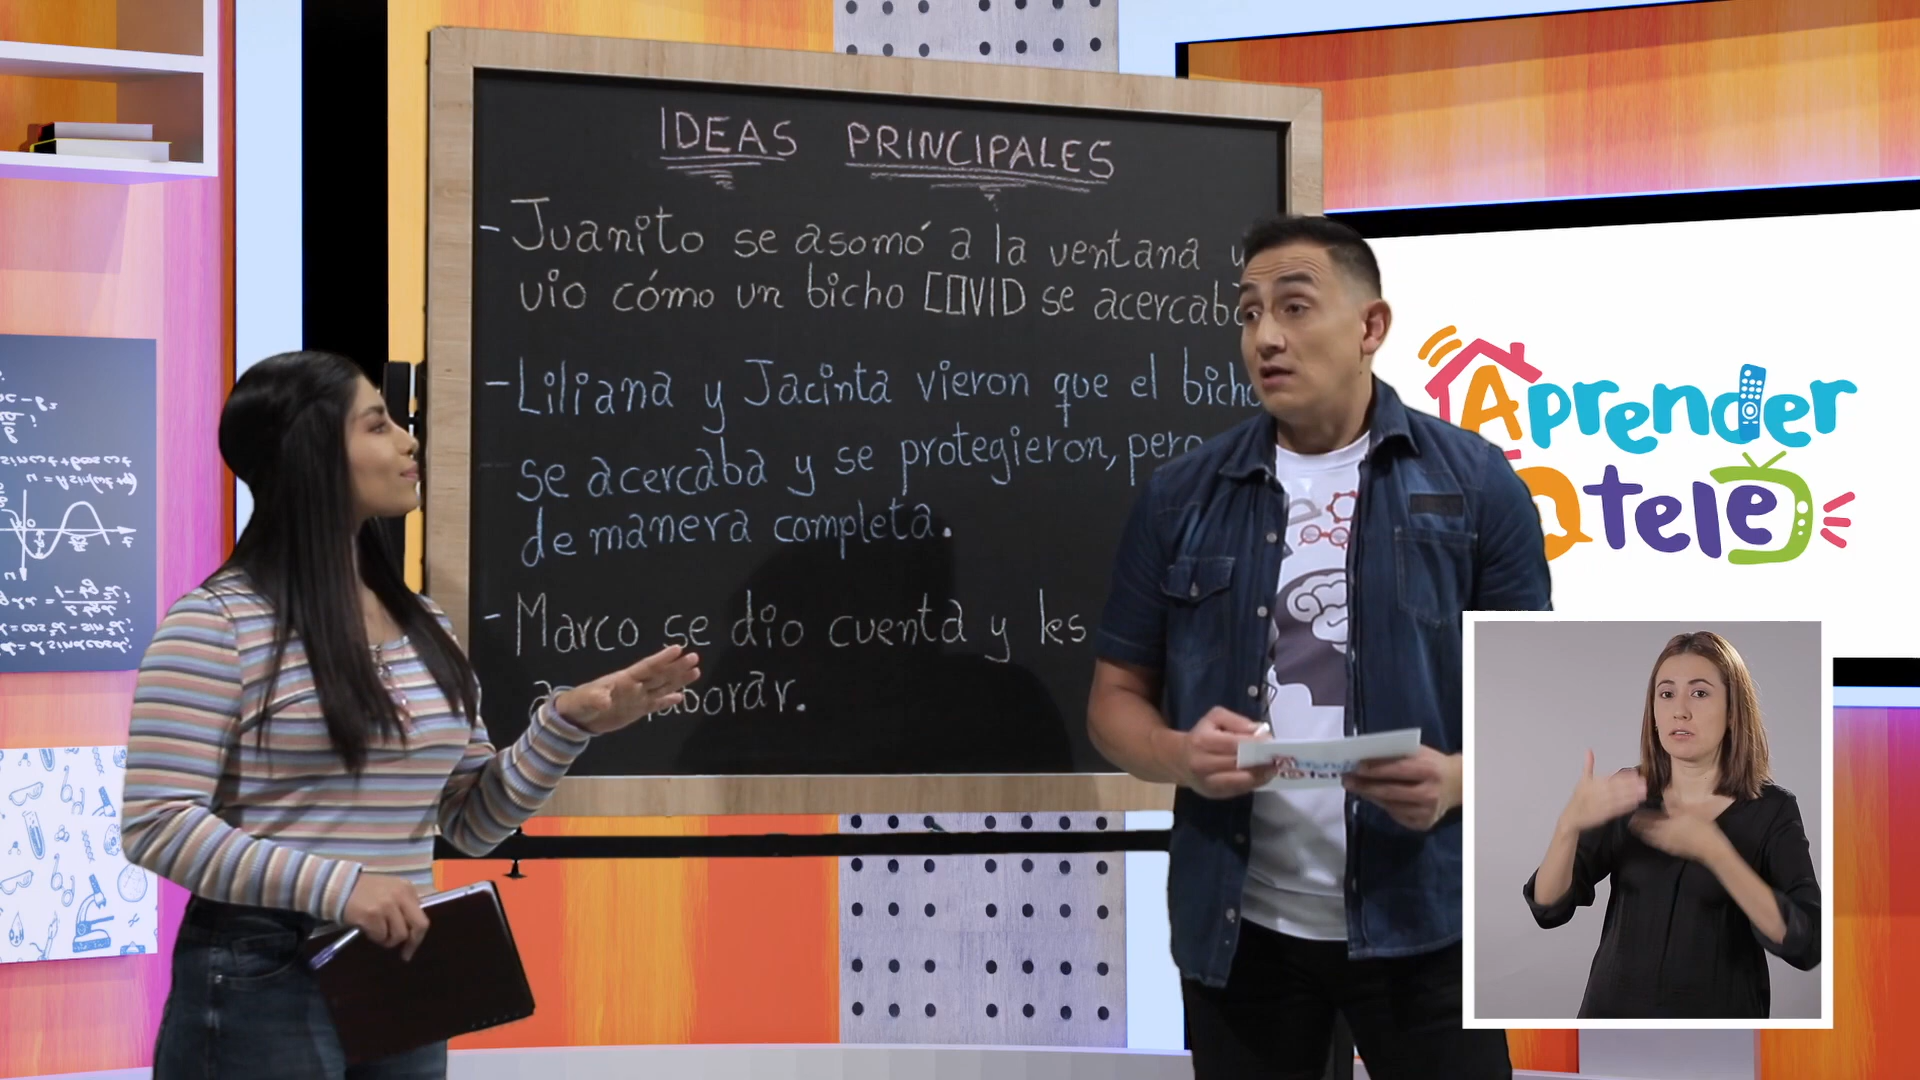 IDEAS PRINCIPALES
- Juanito se asomó a la ventana y
vio cómo un bicho COVID se acercaba
- Liliana y Jacinta vieron que el bicho
se acercaba y se protegieron, pero
de manera completa.
- Marco se dio cuenta y les
borar.
Aprender
a tele
Aprender